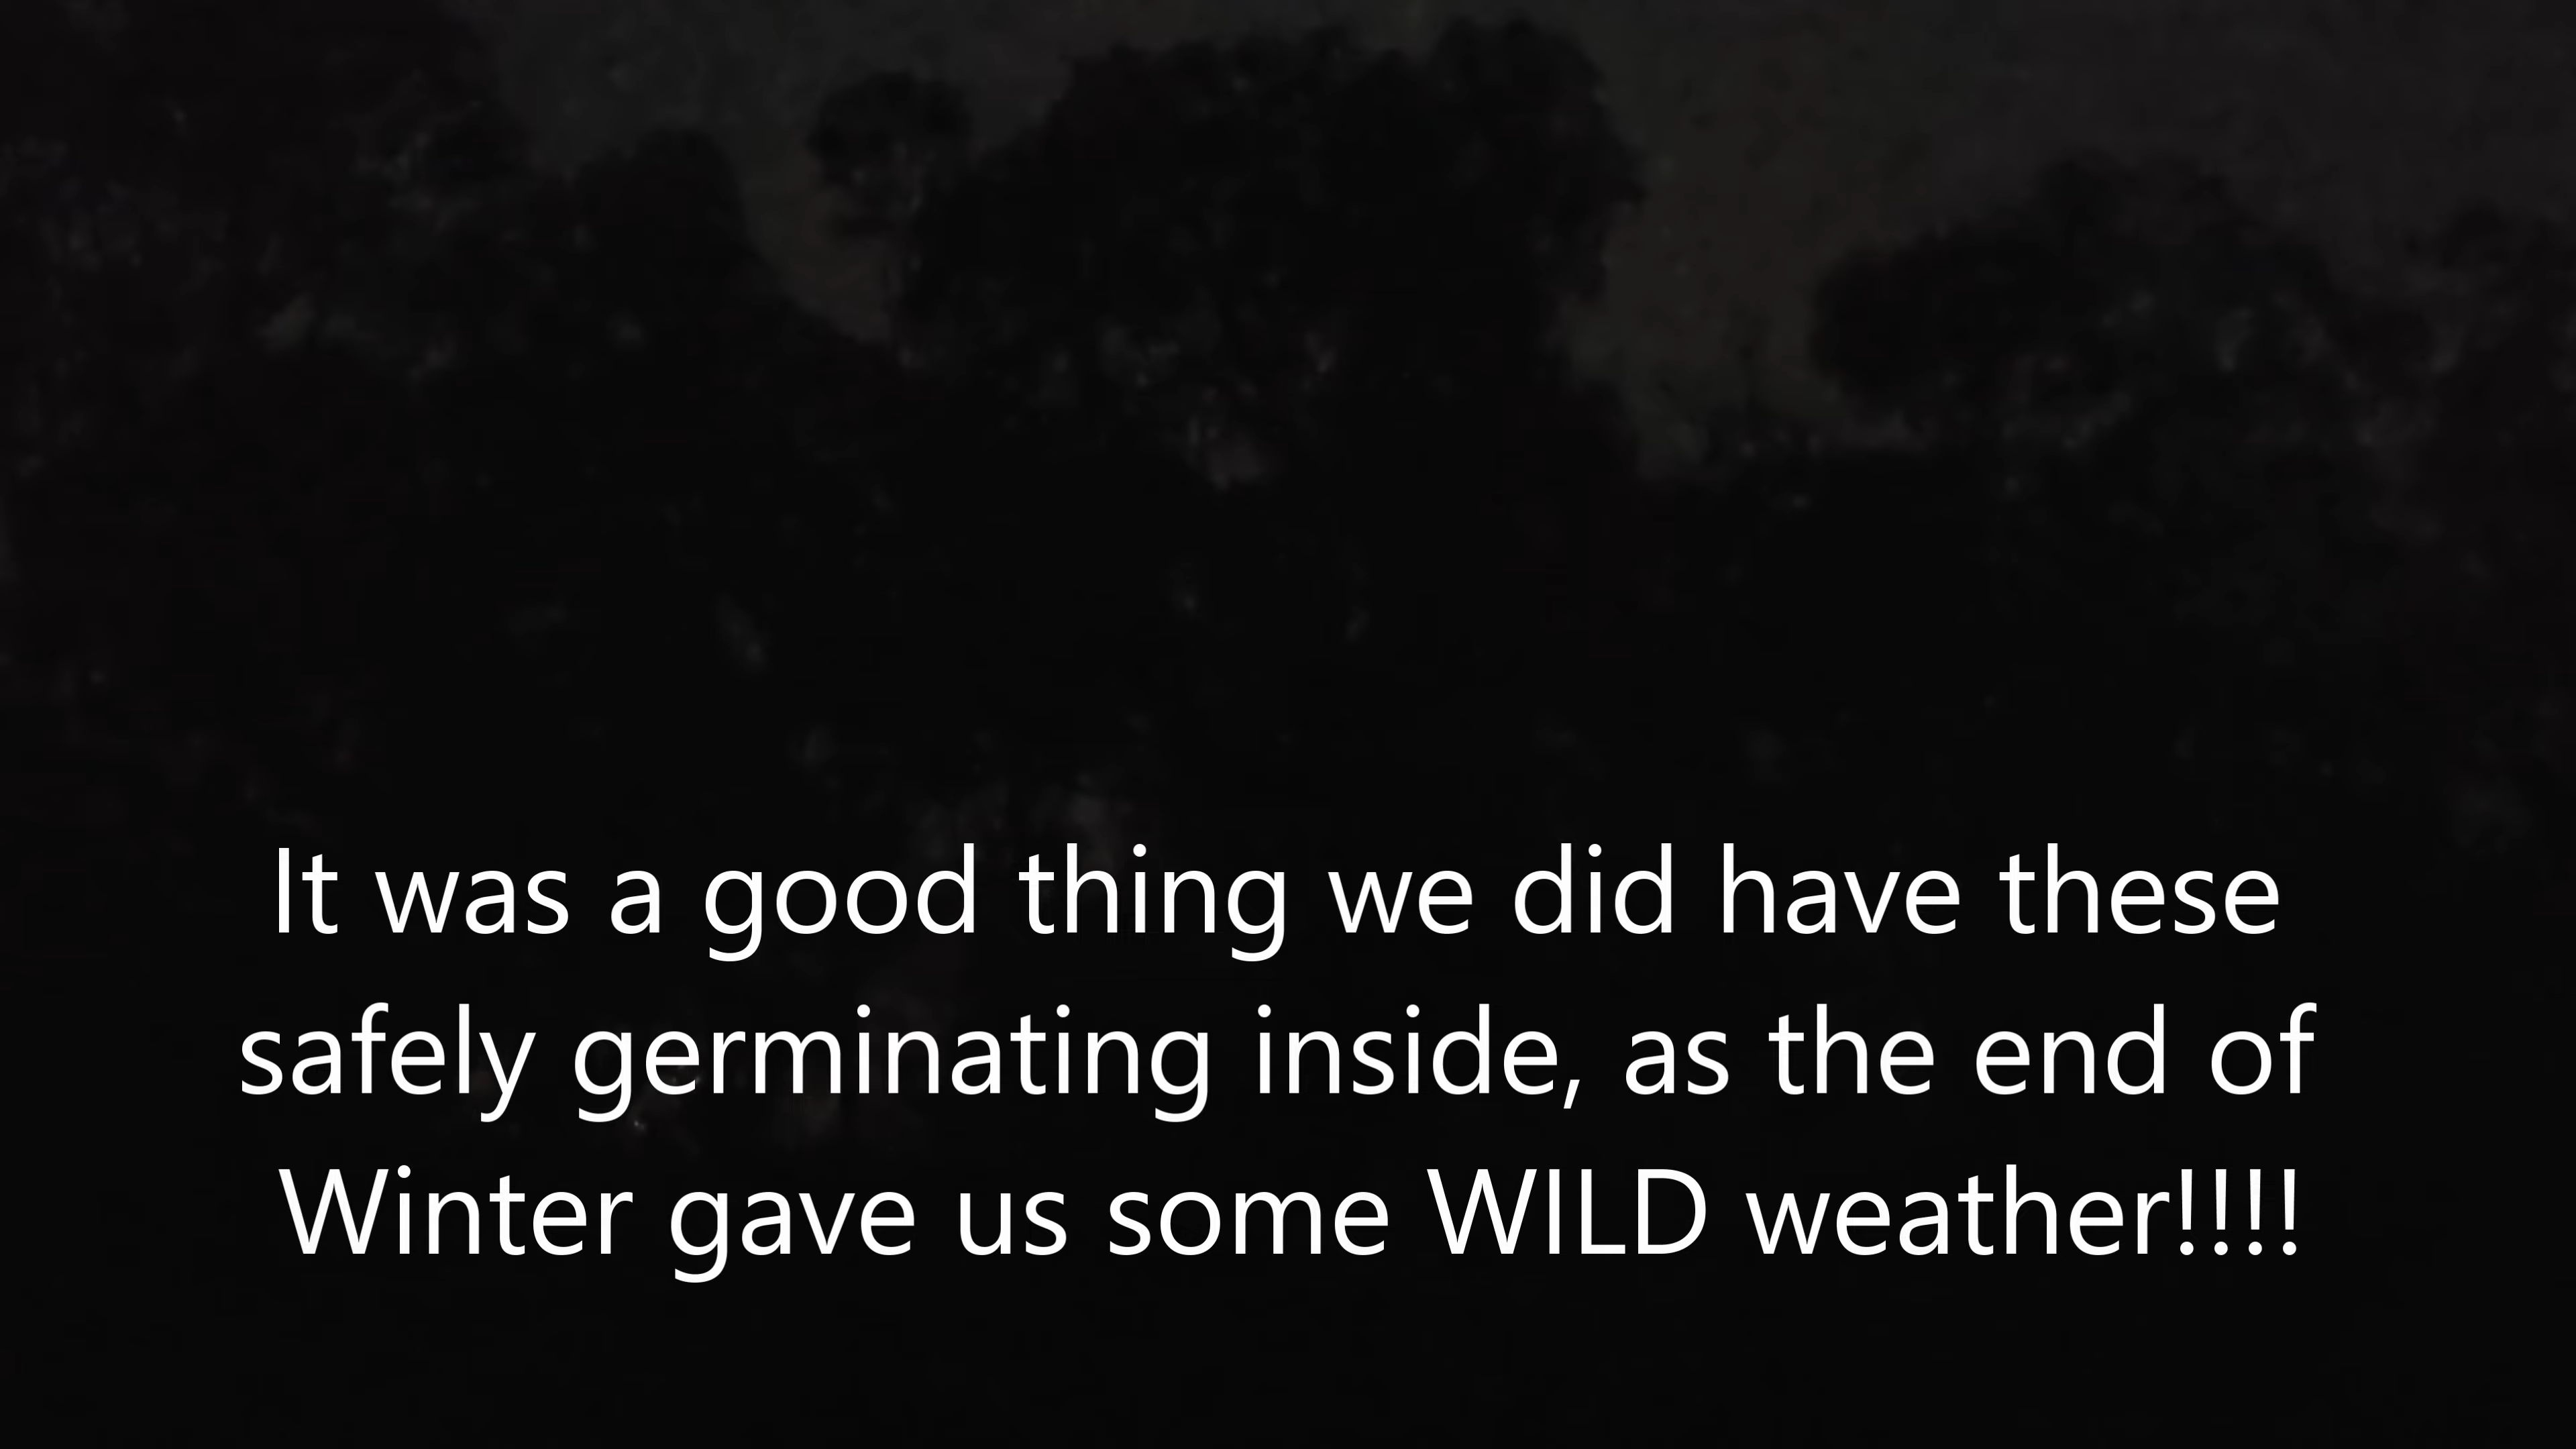 It was a good thing we did have these
safely germinating inside, as the end of
Winter gave us some WILD weather!!!!